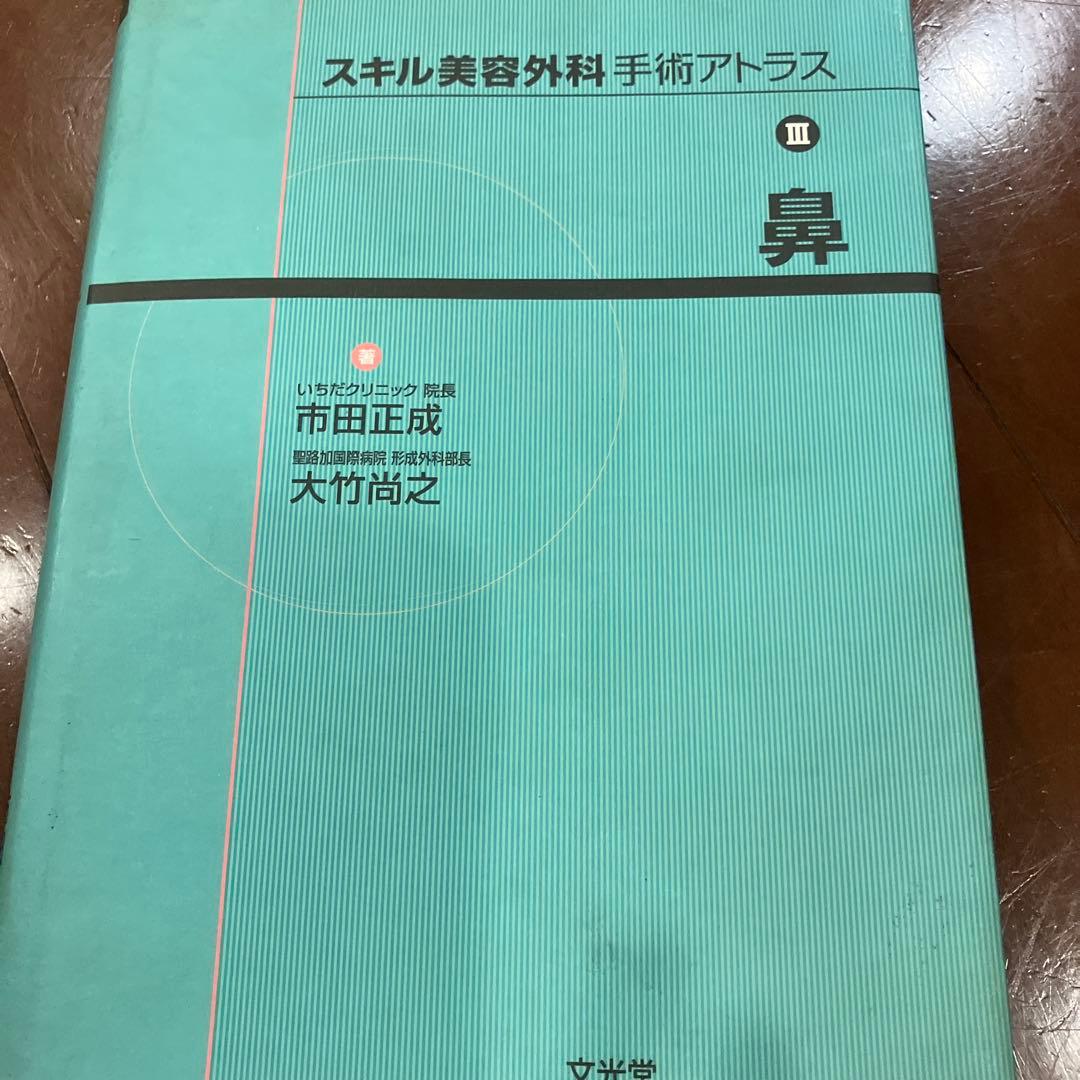 スキル美容外科手術アトラス
Ⅲ
鼻
著
いちだクリニック 院長
市田正成
聖路加国際病院 形成外科部長
大竹尚之
文光堂